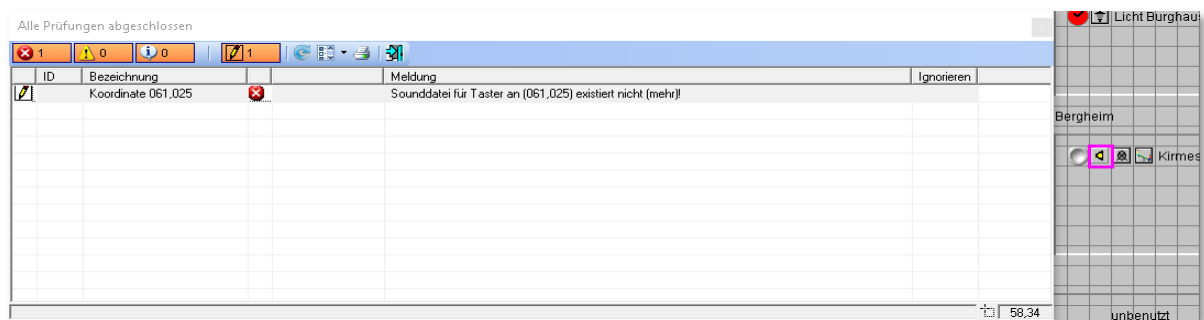 Alle Prüfungen abgeschlossen
1 0 0 1
ID Bezeichnung Meldung Ignorieren
Koordinate 061,025 Sounddatei für Taster an (061,025) existiert nicht (mehr)!
58,34
Licht Burghau
Bergheim
Kirmes
unbenutzt